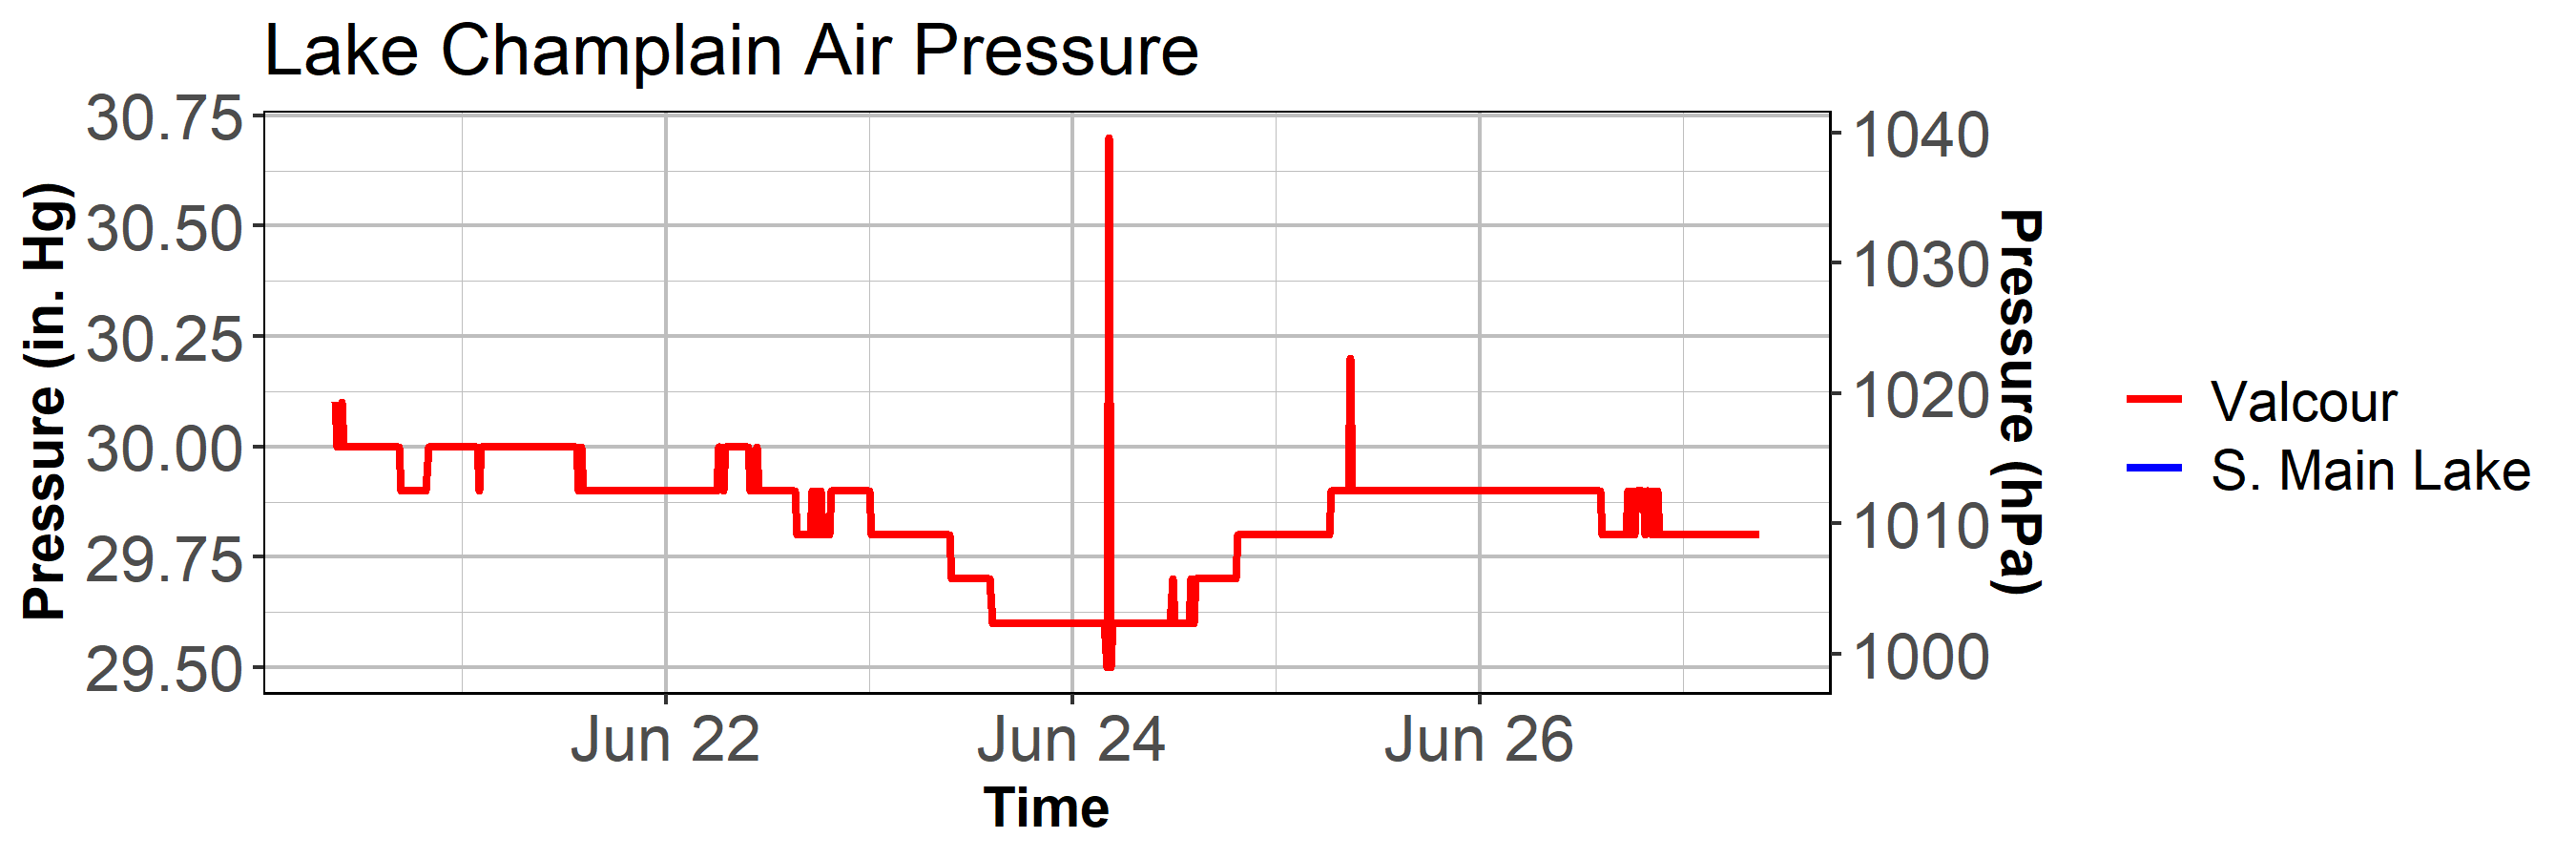 Lake Champlain Air Pressure
Pressure (in. Hg)
30.75
30.50
30.25
30.00
29.75
29.50
1040
1030
1020
1010
1000
Pressure (hPa)
Jun 22
Jun 24
Jun 26
Time
Valcour
S. Main Lake